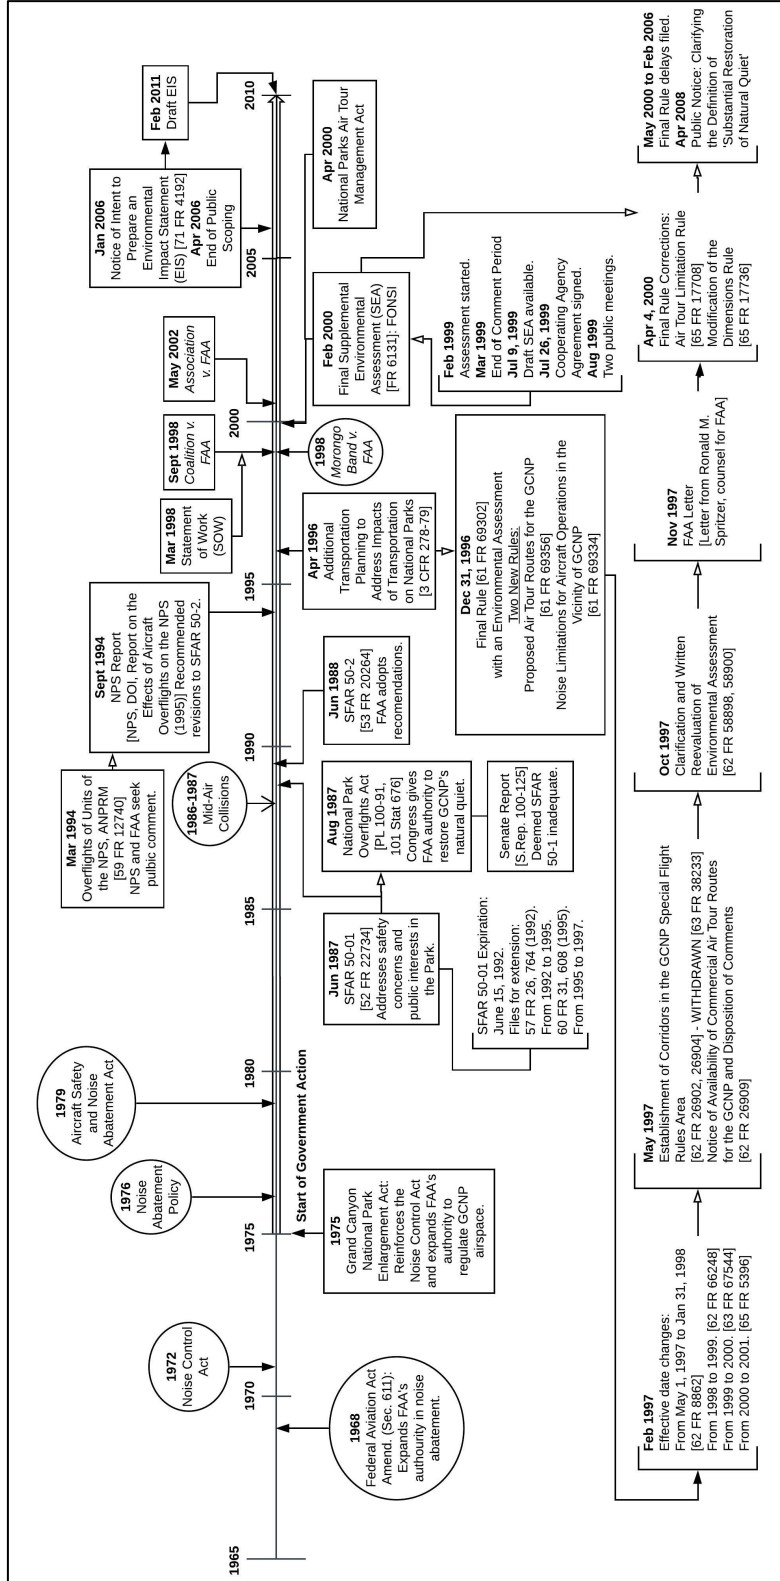 1965
1970
1975
1980
1985
1990
1995
2000
2005
2010
1972
Noise Control
Act
1976
Noise
Abatement
Policy
1979
Aircraft Safety
and Noise
Abatement Act
Mar 1994
Overflights of Units of
the NPS, ANPRM
[59 FR 12740]
NPS and FAA seek
pulbic comment.
1986-1987
Mid-Air
Collisions
Sept 1994
NPS Report
[NPS, DOI, Report on the
Effects of Aircraft
Overflights on the NPS
(1995)] Recommended
revisions to SFAR 50-2.
Mar 1998
Statement
of Work
(SOW)
Sept 1998
Coalition v.
FAA
May 2002
Association
v. FAA
Jan 2006
Notice of Intent to
Prepare an
Environmental
Impact Statement
(EIS) [71 FR 4192]
Apr 2006
End of Public
Scoping
Feb 2011
Draft EIS
Start of Government Action
1968
Federal Aviation Act
Amend. (Sec. 611):
Expands FAA's
authourity in noise
abatement.
1975
Grand Canyon
National Park
Enlargement Act:
Reinforces the
Noise Control Act
and expands FAA's
authority to
regulate GCNP
airspace.
Jun 1987
SFAR 50-01
[52 FR 22734]
Addresses safety
concerns and
public interests in
the Park.
SFAR 50-01 Expiration:
June 15, 1992.
Files for extension:
57 FR 26, 764 (1992).
From 1992 to 1995.
60 FR 31, 608 (1995).
From 1995 to 1997.
Aug 1987
National Park
Overflights Act
[PL 100-91,
101 Stat 676]
Congress gives
FAA authority to
restore GCNP's
natural quiet.
Senate Report
[S.Rep. 100-125]
Deemed SFAR
50-1 inadequate.
Jun 1988
SFAR 50-2
[53 FR 20264]
FAA adopts
recomendations.
Apr 1996
Additional
Transportation
Planning to
Address Impacts
of Transportation
on National Parks
[3 CFR 278-79]
1998
Morongo
Band v.
FAA
Feb 2000
Final Supplemental
Environmental
Assessment (SEA)
[FR 6131]: FONSI
Apr 2000
National Parks Air Tour
Management Act
Dec 31, 1996
Final Rule [61 FR 69302]
with an Environmental Assessment
Two New Rules:
Proposed Air Tour Routes for the GCNP
[61 FR 69356]
Noise Limitations for Aircraft Operations in the
Vicinity of GCNP
[61 FR 69334]
Feb 1999
Assessment started.
Mar 1999
End of Comment Period
Jul 9, 1999
Draft SEA available.
Jul 26, 1999
Cooperating Agency
Agreement signed.
Aug 1999
Two public meetings.
Feb 1997
Effective date changes:
From May 1, 1997 to Jan 31, 1998
[62 FR 8862]
From 1998 to 1999. [62 FR 66248]
From 1999 to 2000. [63 FR 67544]
From 2000 to 2001. [65 FR 5396]
May 1997
Establishment of Corridors in the GCNP Special Flight
Rules Area
[62 FR 26902, 26904] - WITHDRAWN [63 FR 38233]
Notice of Availability of Commercial Air Tour Routes
for the GCNP and Disposition of Comments
[62 FR 26909]
Oct 1997
Clarification and Written
Reevaluation of
Environmental Assessment
[62 FR 58898, 58900]
Nov 1997
FAA Letter
[Letter from Ronald M.
Spritzer, counsel for FAA]
Apr 4, 2000
Final Rule Corrections:
Air Tour Limitation Rule
[65 FR 17708]
Modification of the
Dimensions Rule
[65 FR 17736]
May 2000 to Feb 2006
Final Rule delays filed.
Apr 2008
Public Notice: Clarifying
the Definition of
'Substantial Restoration
of Natural Quiet'